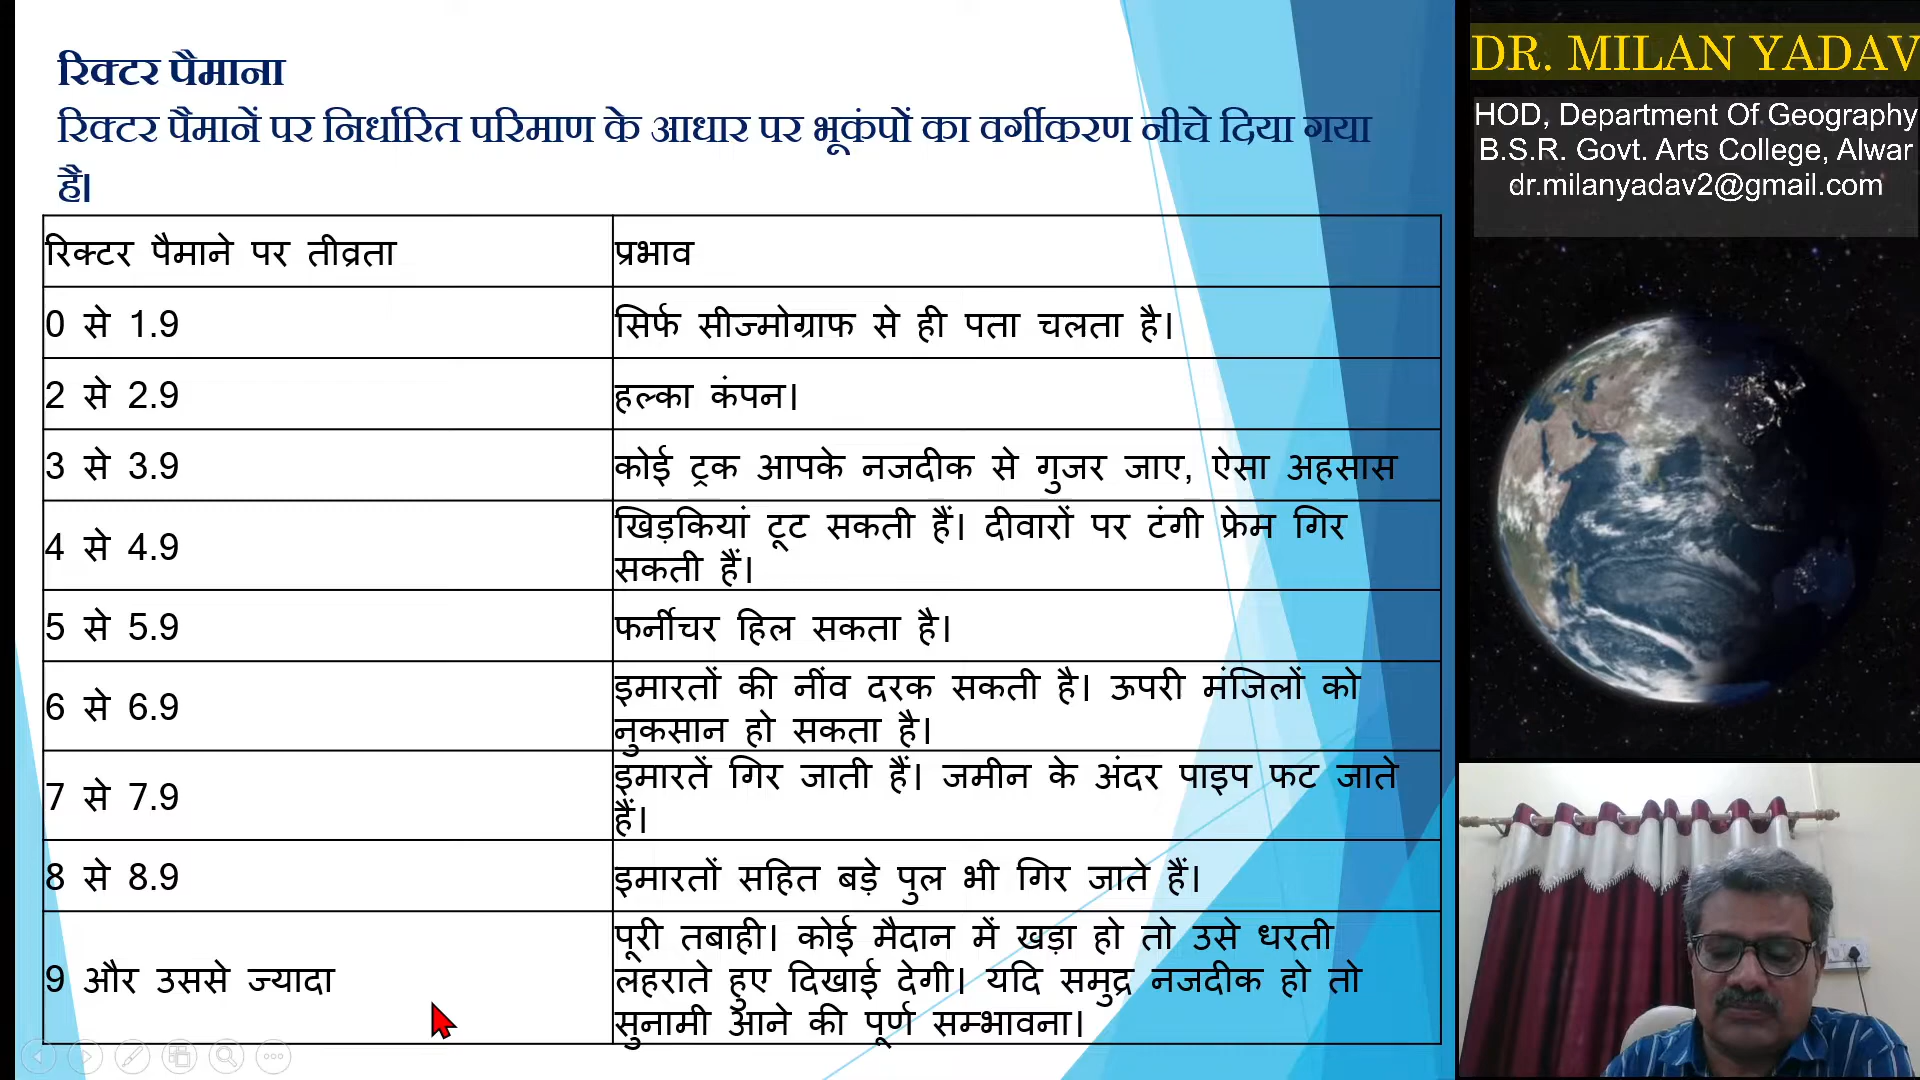 रिक्टर पैमाना
रिक्टर पैमानें पर निर्धारित परिमाण के आधार पर भूकंपों का वर्गीकरण नीचे दिया गया
है।
रिक्टर पैमाने पर तीव्रता
प्रभाव
0 से 1.9
सिर्फ सीज्मोग्राफ से ही पता चलता है।
2 से 2.9
हल्का कंपन।
3 से 3.9
कोई ट्रक आपके नजदीक से गुजर जाए, ऐसा अहसास
4 से 4.9
खिड़कियां टूट सकती हैं। दीवारों पर टंगी फ्रेम गिर
सकती हैं।
5 से 5.9
फर्नीचर हिल सकता है।
6 से 6.9
इमारतों की नींव दरक सकती है। ऊपरी मंजिलों को
नुकसान हो सकता है।
7 से 7.9
इमारतें गिर जाती हैं। जमीन के अंदर पाइप फट जाते
हैं।
8 से 8.9
इमारतों सहित बड़े पुल भी गिर जाते हैं।
9 और उससे ज्यादा
पूरी तबाही। कोई मैदान में खड़ा हो तो उसे धरती
लहराते हुए दिखाई देगी। यदि समुद्र नजदीक हो तो
सुनामी आने की पूर्ण सम्भावना।
DR. MILAN YADAV
HOD, Department Of Geography
B.S.R. Govt. Arts College, Alwar
dr.milanyadav2@gmail.com